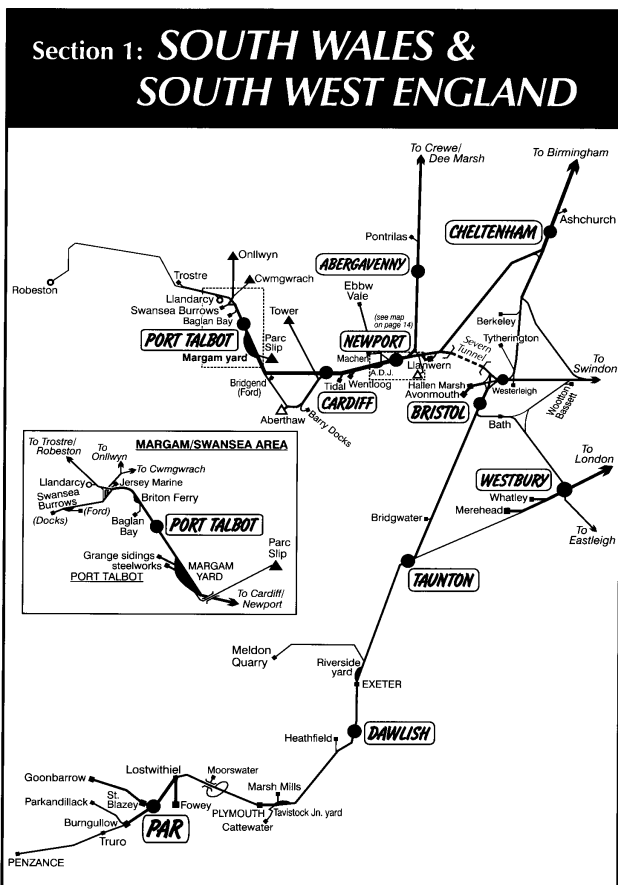 Section 1: SOUTH WALES &
SOUTH WEST ENGLAND
To Crewe/
Dee Marsh
To Birmingham
Ashchurch
Pontrilas
CHELTENHAM
Onllwyn
ABERGAVENNY
Trostre
Cwmgwrach
Robeston
Ebbw
Vale
Llandarcy
Tower
Swansea Burrows
(see map
on page 14)
Berkeley
Baglan Bay
NEWPORT
Tytherington
PORT TALBOT
Parc
Slip
Severn
Tunnel
Margam yard
Machen
Llanwern
To
Swindon
Bridgend
(Ford)
A.D.J.
Tidal
Wentloog
Hallen Marsh
Avonmouth
Westerleigh
CARDIFF
Wootton
Bassett
Aberthaw
Barry Docks
BRISTOL
Bath
MARGAM/SWANSEA AREA
To Trostre/
Robeston
To
Onllwyn
To Cwmgwrach
To
London
Llandarcy
Jersey Marine
WESTBURY
Swansea
Burrows
Briton Ferry
Whatley
(Docks)
(Ford)
Baglan
Bay
PORT TALBOT
Merehead
Bridgwater
To
Eastleigh
Grange sidings
steelworks
MARGAM
YARD
Parc
Slip
PORT TALBOT
To Cardiff/
Newport
TAUNTON
Meldon
Quarry
Riverside
yard
EXETER
Heathfield
DAWLISH
Lostwithiel
Moorswater
Goonbarrow
Marsh Mills
St.
Blazey
Parkandillack
Fowey
PLYMOUTH
Tavistock Jn. yard
Burngullow
PAR
Cattewater
Truro
PENZANCE